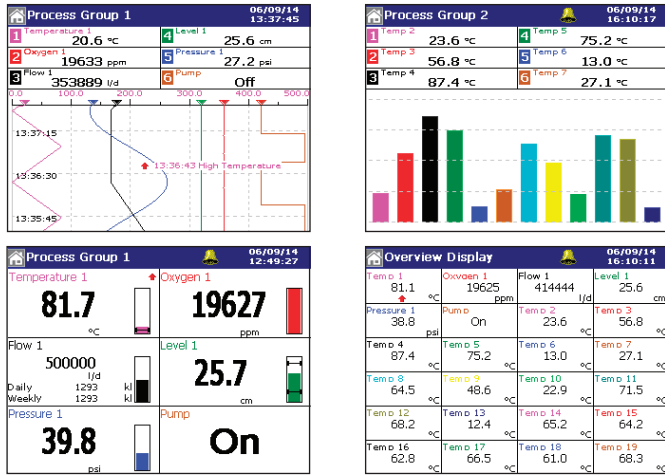 Process Group 1
06/09/14
13:37:45
1 Temperature 1 20.6 °C
4 Level 1 25.6 cm
2 Oxygen 1 19633 ppm
5 Pressure 1 27.2 psi
3 Flow 1 353889 l/d
6 Pump Off
0.0 100.0 200.0 300.0 400.0 500.0
13:37:15
13:36:43 High Temperature
13:36:30
13:35:45
Process Group 2
06/09/14
16:10:17
1 Temp 2 23.6 °C
4 Temp 5 75.2 °C
2 Temp 3 56.8 °C
5 Temp 6 13.0 °C
3 Temp 4 87.4 °C
6 Temp 7 27.1 °C
Process Group 1
06/09/14
12:49:27
Temperature 1
81.7
°C
Oxygen 1
19627
ppm
Flow 1
500000
l/d
Daily 1293 kl
Weekly 1293 kl
Level 1
25.7
cm
Pressure 1
39.8
psi
Pump
On
Overview Display
06/09/14
16:10:11
Temp 1 Oxygen 1 Flow 1 Level 1
81.1 19625 414444 25.6
°C ppm l/d cm
Pressure 1 Pump Temp 2 Temp 3
38.8 On 23.6 56.8
psi °C °C
Temp 4 Temp 5 Temp 6 Temp 7
87.4 75.2 13.0 27.1
°C °C °C °C
Temp 8 Temp 9 Temp 10 Temp 11
64.5 48.6 22.9 71.5
°C °C °C °C
Temp 12 Temp 13 Temp 14 Temp 15
68.2 12.4 65.2 64.2
°C °C °C °C
Temp 16 Temp 17 Temp 18 Temp 19
62.8 66.5 61.0 68.3
°C °C °C °C